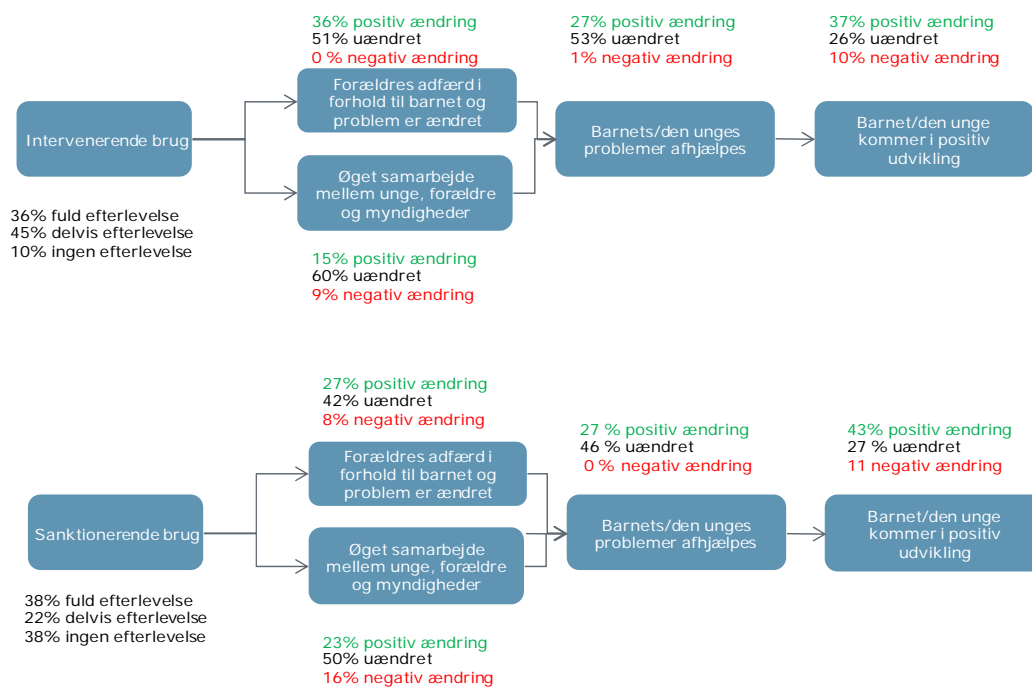 36% positiv ændring
51% uændret
0 % negativ ændring
27% positiv ændring
53% uændret
1% negativ ændring
37% positiv ændring
26% uændret
10% negativ ændring
Intervenerende brug
Forældres adfærd i
forhold til barnet og
problem er ændret
Øget samarbejde
mellem unge, forældre
og myndigheder
Barnets/den unges
problemer afhjælpes
Barnet/den unge
kommer i positiv
udvikling
36% fuld efterlevelse
45% delvis efterlevelse
10% ingen efterlevelse
15% positiv ændring
60% uændret
9% negativ ændring
27% positiv ændring
42% uændret
8% negativ ændring
27 % positiv ændring
46 % uændret
0 % negativ ændring
43% positiv ændring
27 % uændret
11 negativ ændring
Sanktionerende brug
Forældres adfærd i
forhold til barnet og
problem er ændret
Øget samarbejde
mellem unge, forældre
og myndigheder
Barnets/den unges
problemer afhjælpes
Barnet/den unge
kommer i positiv
udvikling
38% fuld efterlevelse
22% delvis efterlevelse
38% ingen efterlevelse
23% positiv ændring
50% uændret
16% negativ ændring